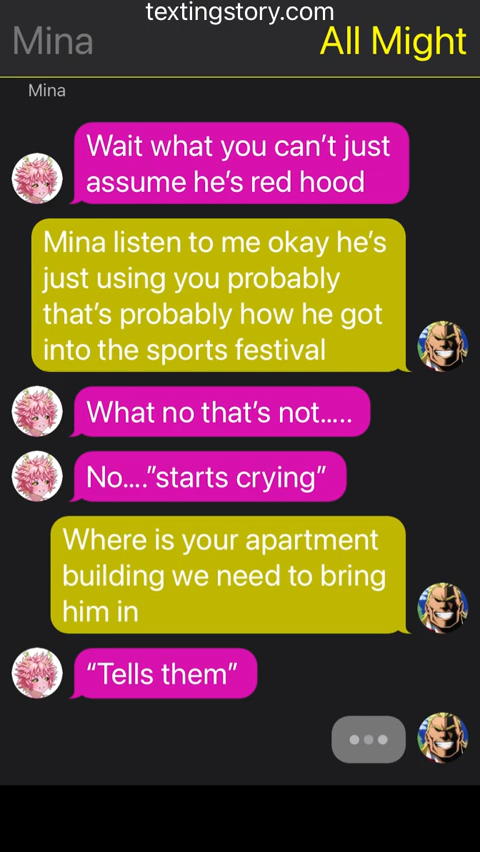 textingstory.com
Mina
All Might
Mina
Wait what you can’t just
assume he’s red hood
Mina listen to me okay he’s
just using you probably
that’s probably how he got
into the sports festival
What no that’s not.....
No....”starts crying”
Where is your apartment
building we need to bring
him in
“Tells them”